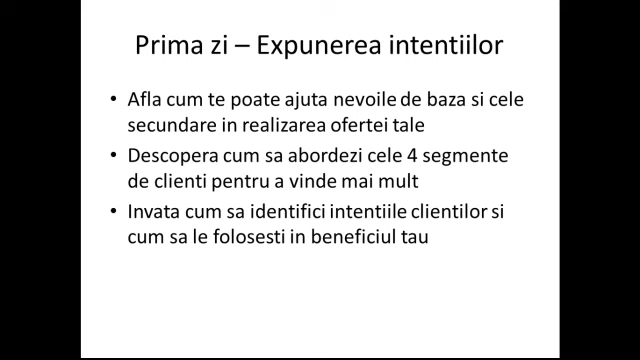 Prima zi – Expunerea intentiilor
• Afla cum te poate ajuta nevoile de baza si cele
secundare in realizarea ofertei tale
• Descopera cum sa abordezi cele 4 segmente
de clienti pentru a vinde mai mult
• Invata cum sa identifici intentiile clientilor si
cum sa le folosesti in beneficiul tau